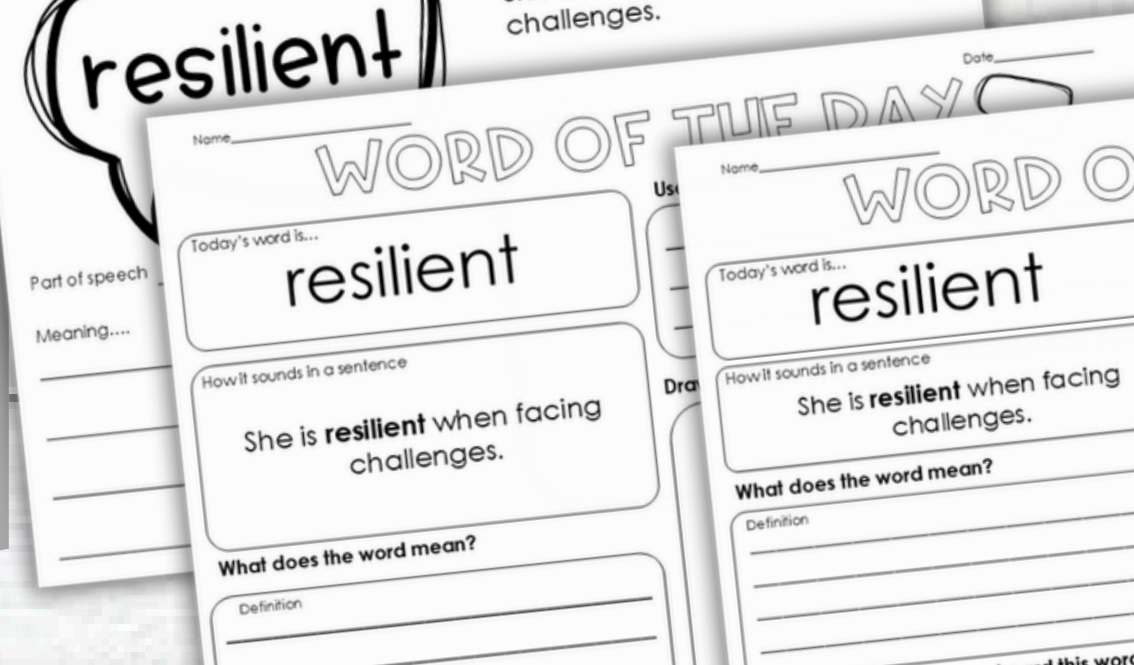 resilient
challenges.
Part of speech
Meaning....
Name
Date
WORD OF THE DAY
Today's word is...
resilient
How it sounds in a sentence
She is resilient when facing
challenges.
What does the word mean?
Definition
Name
WORD O
Today's word is...
resilient
How it sounds in a sentence
She is resilient when facing
challenges.
What does the word mean?
Definition
this word